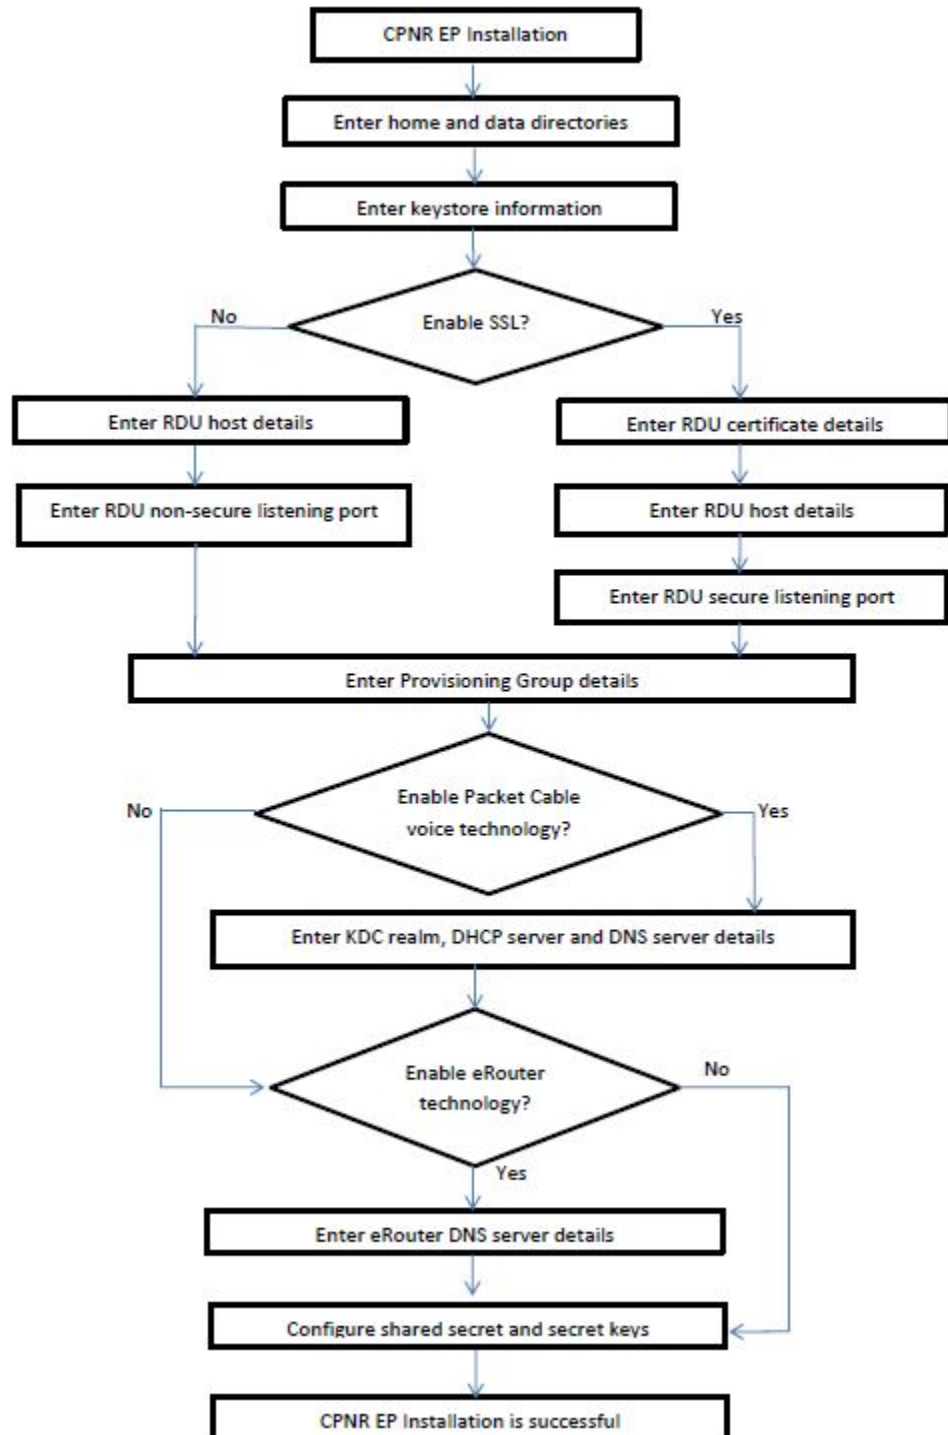 CPNR EP Installation
Enter home and data directories
Enter keystore information
Enable SSL?
No
Yes
Enter RDU host details
Enter RDU certificate details
Enter RDU non-secure listening port
Enter RDU host details
Enter RDU secure listening port
Enter Provisioning Group details
Enable Packet Cable
voice technology?
No
Yes
Enter KDC realm, DHCP server and DNS server details
Enable eRouter
technology?
No
Yes
Enter eRouter DNS server details
Configure shared secret and secret keys
CPNR EP Installation is successful